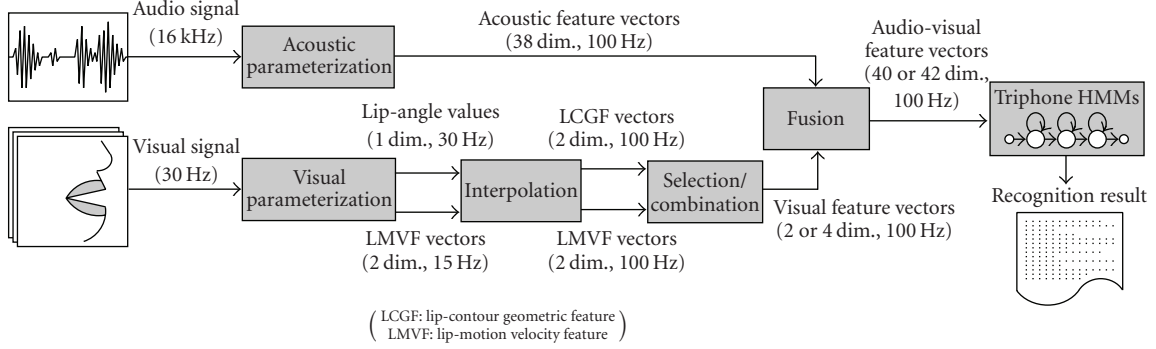 Audio signal
(16 kHz)
Acoustic
parameterization
Acoustic feature vectors
(38 dim., 100 Hz)
Audio-visual
feature vectors
(40 or 42 dim.,
100 Hz)
Fusion
Triphone HMMs
Recognition result
Visual signal
(30 Hz)
Visual
parameterization
Lip-angle values
(1 dim., 30 Hz)
LMVF vectors
(2 dim., 15 Hz)
Interpolation
LCGF vectors
(2 dim., 100 Hz)
LMVF vectors
(2 dim., 100 Hz)
Selection/
combination
Visual feature vectors
(2 or 4 dim., 100 Hz)
( LCGF: lip-contour geometric feature
LMVF: lip-motion velocity feature )